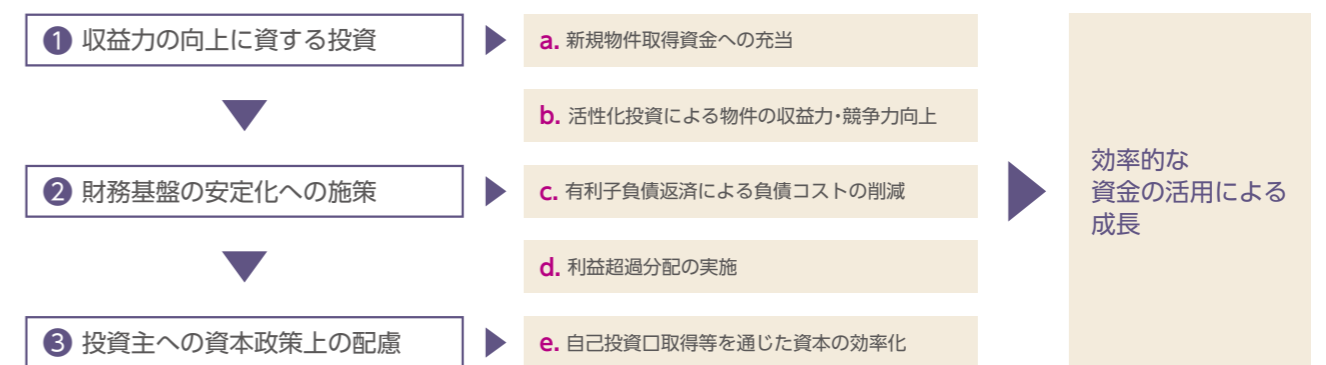 ❶ 収益力の向上に資する投資
a. 新規物件取得資金への充当
b. 活性化投資による物件の収益力・競争力向上
❷ 財務基盤の安定化への施策
c. 有利子負債返済による負債コストの削減
d. 利益超過分配の実施
❸ 投資主への資本政策上の配慮
e. 自己投資口取得等を通じた資本の効率化
効率的な
資金の活用による
成長